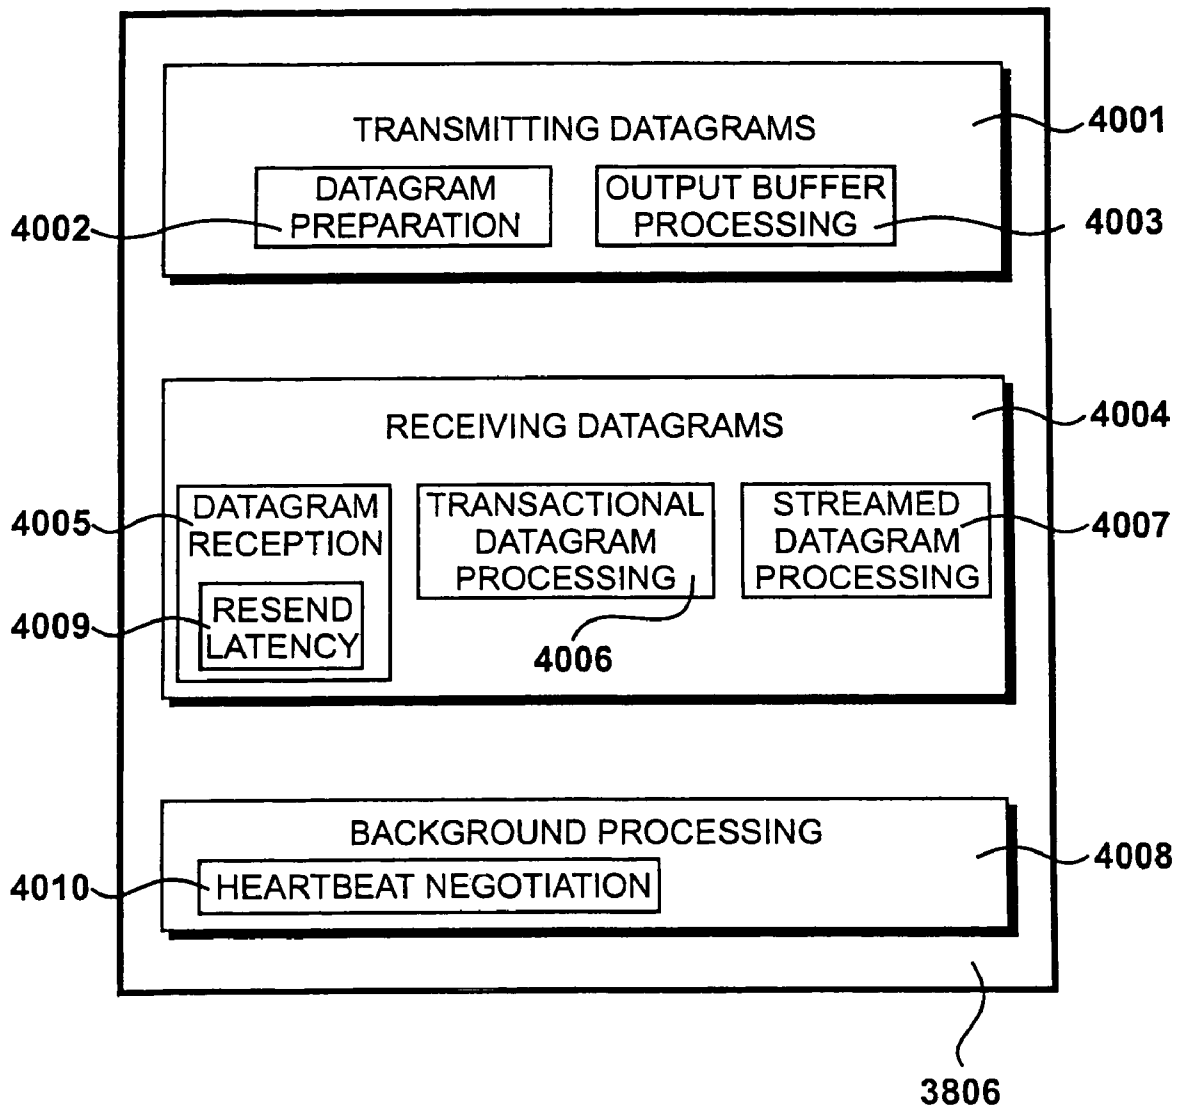 TRANSMITTING DATAGRAMS
4001
DATAGRAM
PREPARATION
4002
OUTPUT BUFFER
PROCESSING
4003
RECEIVING DATAGRAMS
4004
DATAGRAM
RECEPTION
4005
RESEND
LATENCY
4009
TRANSACTIONAL
DATAGRAM
PROCESSING
4006
STREAMED
DATAGRAM
PROCESSING
4007
BACKGROUND PROCESSING
4008
HEARTBEAT NEGOTIATION
4010
3806